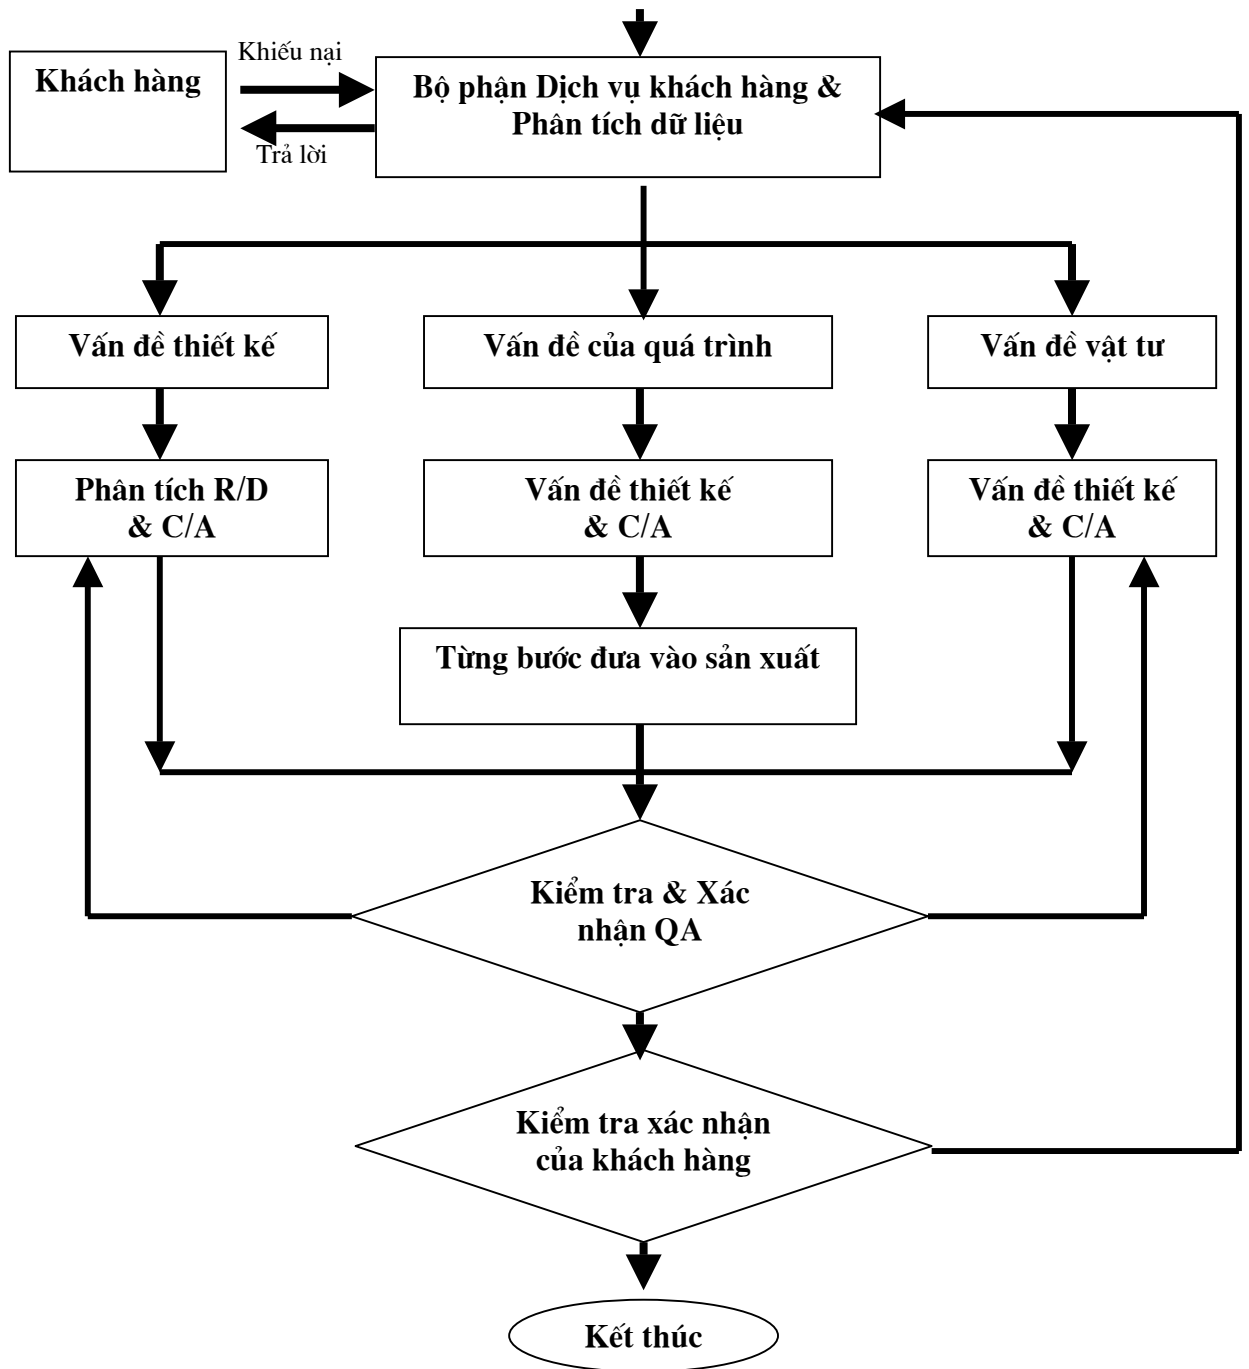 Khiếu nại
Khách hàng
Bộ phận Dịch vụ khách hàng &
Phân tích dữ liệu
Trả lời
Vấn đề thiết kế
Vấn đề của quá trình
Vấn đề vật tư
Phân tích R/D
& C/A
Vấn đề thiết kế
& C/A
Vấn đề thiết kế
& C/A
Từng bước đưa vào sản xuất
Kiểm tra & Xác
nhận QA
Kiểm tra xác nhận
của khách hàng
Kết thúc